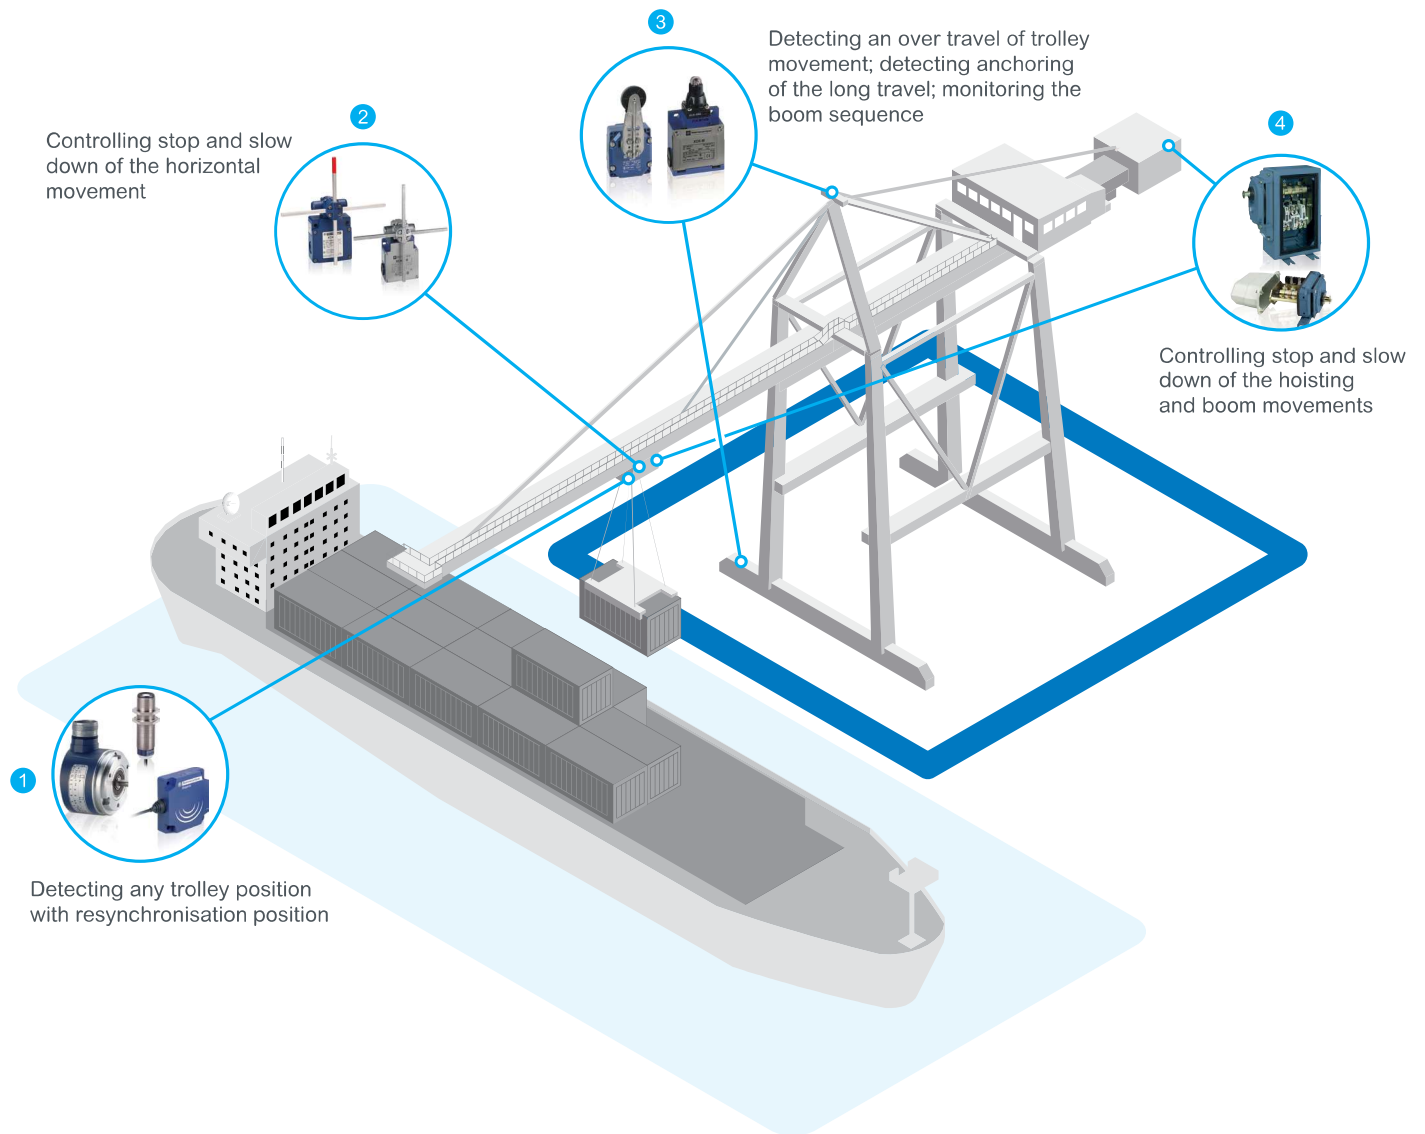 3
Detecting an over travel of trolley
movement; detecting anchoring
of the long travel; monitoring the
boom sequence
2
Controlling stop and slow
down of the horizontal
movement
4
Controlling stop and slow
down of the hoisting
and boom movements
1
Detecting any trolley position
with resynchronisation position